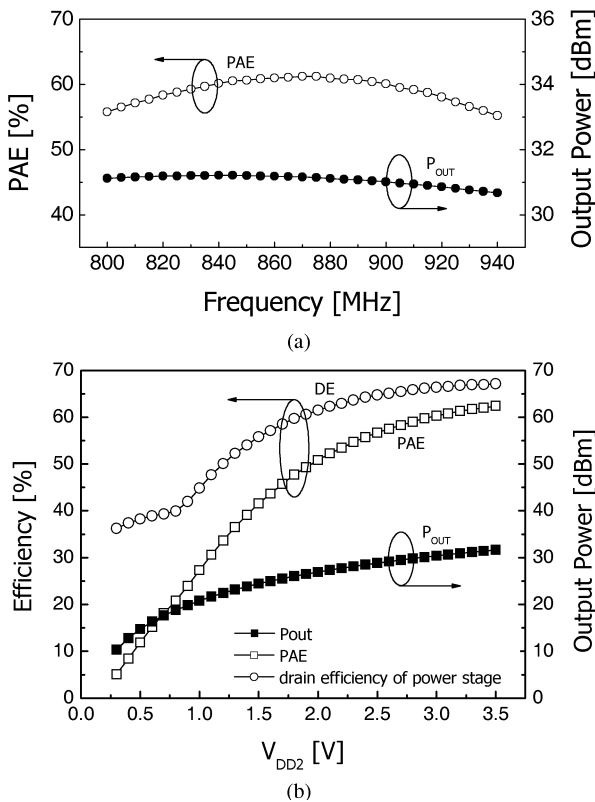 70
60
50
40
PAE [%]
PAE
P_OUT
36
34
32
30
Output Power [dBm]
800 820 840 860 880 900 920 940
Frequency [MHz]
(a)
70
60
50
40
30
20
10
0
Efficiency [%]
DE
PAE
P_OUT
Pout
PAE
drain efficiency of power stage
70
60
50
40
30
20
10
0
Output Power [dBm]
0.0 0.5 1.0 1.5 2.0 2.5 3.0 3.5
V_DD2 [V]
(b)